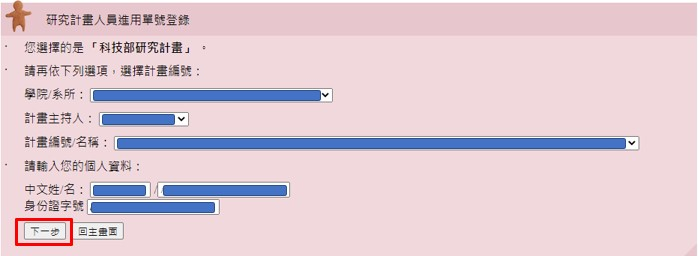 研究計畫人員進用單號登錄
· 您選擇的是「科技部研究計畫」。
· 請再依下列選項，選擇計畫編號：
學院/系所：
計畫主持人：
計畫編號/名稱：
· 請輸入您的個人資料：
中文姓/名： /
身份證字號
下一步 回主畫面